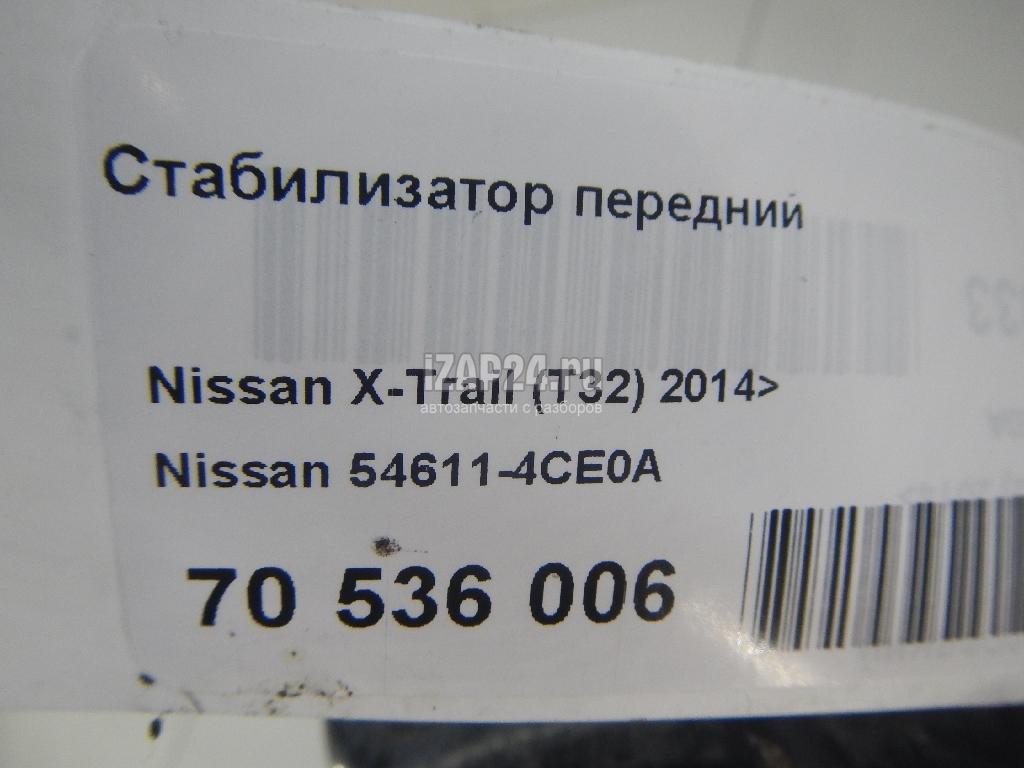 Стабилизатор передний
iZAP24.ru
Nissan X-Trail (T32) 2014>
автозапчасти с разборов
Nissan 54611-4CE0A
70 536 006